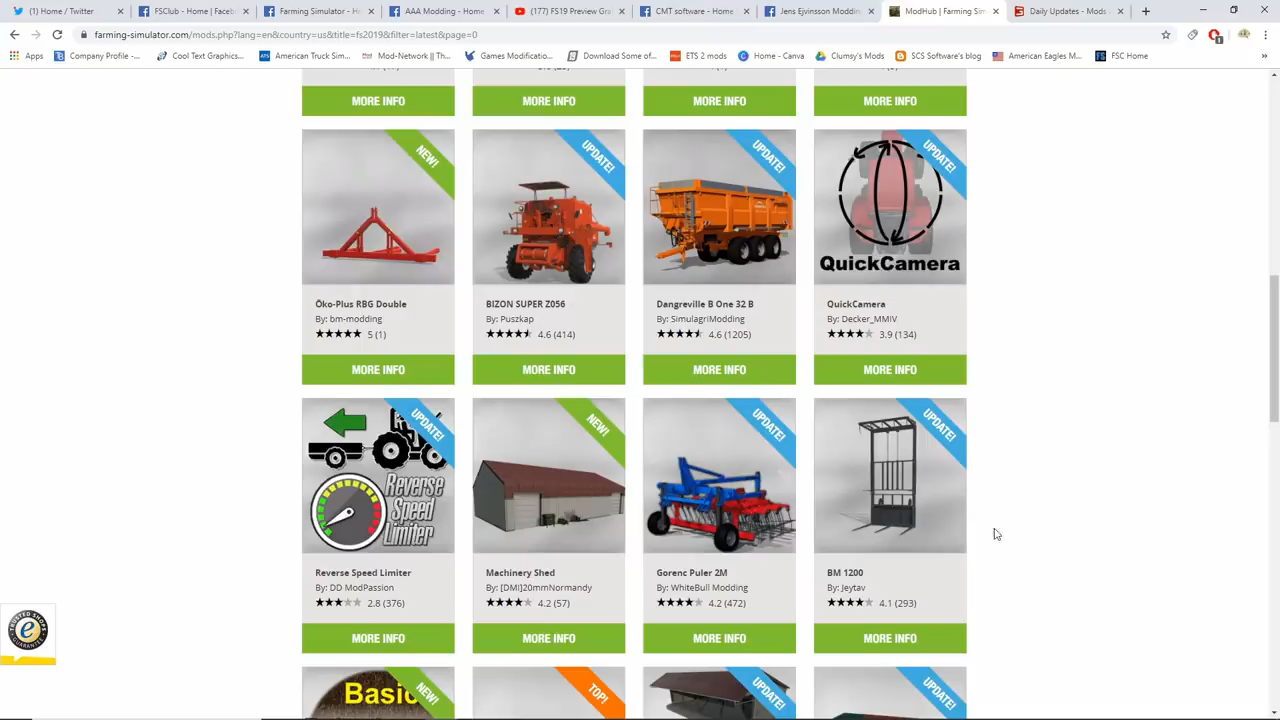 (1) Home / Twitter
FSClub - Home | Faceb
Farming Simulator - Ho
AAA Modding - Home
(177) FS19 Preview Gra
CMT software - Home
Jens Ejvinsson Moddin
ModHub | Farming Sim
Daily Updates - Mods
farming-simulator.com/mods.php?lang=en&country=us&title=fs2019&filter=latest&page=0
1
Apps
Company Profile -...
Cool Text Graphics...
American Truck Sim...
Mod-Network || Th...
Games Modificatio...
Download Some of...
ETS 2 mods
Home - Canva
Clumsy's Mods
SCS Software's blog
American Eagles M...
FSC Home
»
MORE INFO MORE INFO MORE INFO MORE INFO
NEW! UPDATE! UPDATE! UPDATE!
QuickCamera
Öko-Plus RBG Double
By: bm-modding
5 (1)
BIZON SUPER Z056
By: Puszkap
4.6 (414)
Dangreville B One 32 B
By: SimulagriModding
4.6 (1205)
QuickCamera
By: Decker_MMIV
3.9 (134)
MORE INFO MORE INFO MORE INFO MORE INFO
UPDATE! NEW! UPDATE! UPDATE!
Reverse
Speed
Limiter
Reverse Speed Limiter
By: DD ModPassion
2.8 (376)
Machinery Shed
By: [DMI]20mmNormandy
4.2 (57)
Gorenc Puler 2M
By: WhiteBull Modding
4.2 (472)
BM 1200
By: Jeytav
4.1 (293)
MORE INFO MORE INFO MORE INFO MORE INFO
Basic
NEW! TOP! UPDATE! UPDATE!